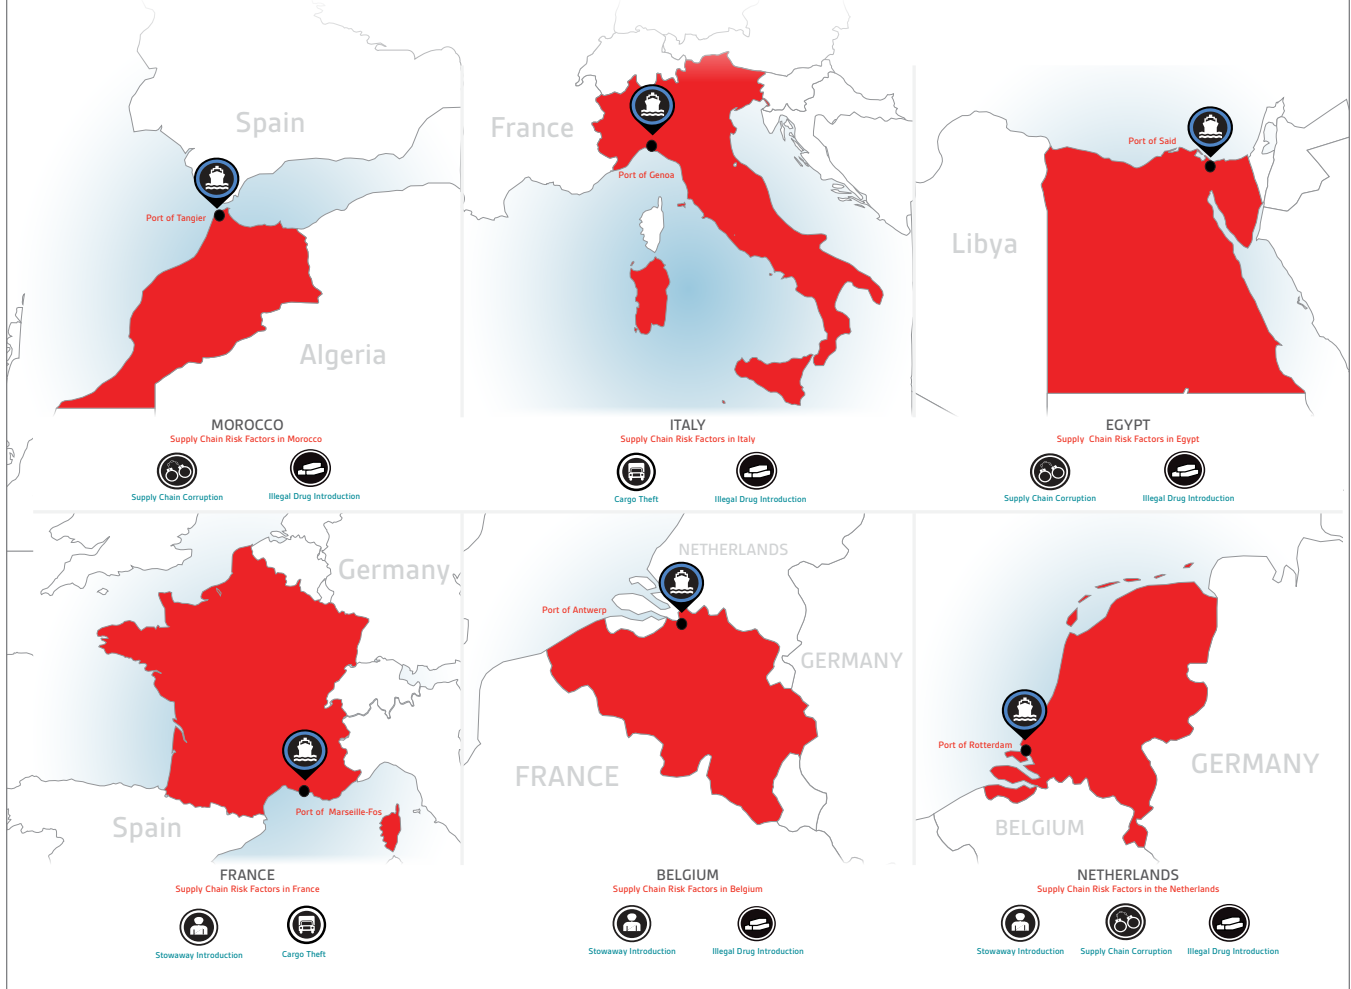 Spain
Port of Tangier
Algeria
MOROCCO
Supply Chain Risk Factors in Morocco
Supply Chain Corruption
Illegal Drug Introduction
France
Port of Genoa
ITALY
Supply Chain Risk Factors in Italy
Cargo Theft
Illegal Drug Introduction
Port of Said
Libya
EGYPT
Supply Chain Risk Factors in Egypt
Supply Chain Corruption
Illegal Drug Introduction
Germany
Port of Marseille-Fos
Spain
FRANCE
Supply Chain Risk Factors in France
Stowaway Introduction
Cargo Theft
NETHERLANDS
Port of Antwerp
GERMANY
FRANCE
BELGIUM
Supply Chain Risk Factors in Belgium
Stowaway Introduction
Illegal Drug Introduction
Port of Rotterdam
GERMANY
BELGIUM
NETHERLANDS
Supply Chain Risk Factors in the Netherlands
Stowaway Introduction
Supply Chain Corruption
Illegal Drug Introduction